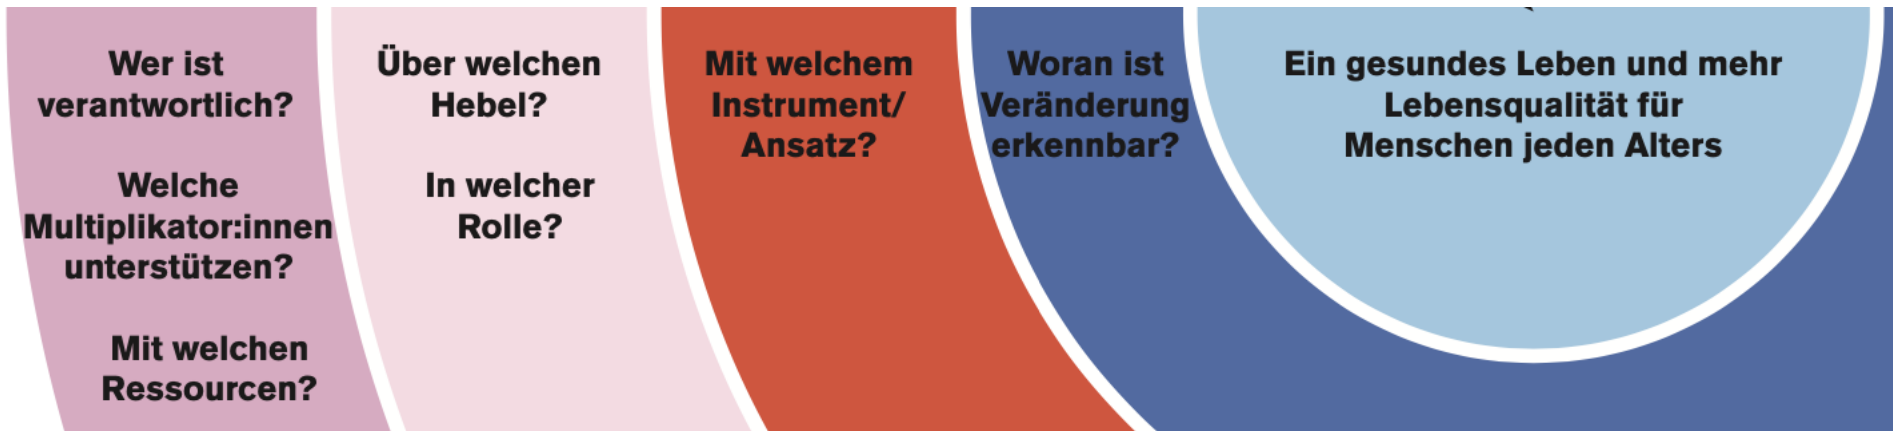 Wer ist
verantwortlich?
Welche
Multiplikator:innen
unterstützen?
Mit welchen
Ressourcen?
Über welchen
Hebel?
In welcher
Rolle?
Mit welchem
Instrument/
Ansatz?
Woran ist
Veränderung
erkennbar?
Ein gesundes Leben und mehr
Lebensqualität für
Menschen jeden Alters